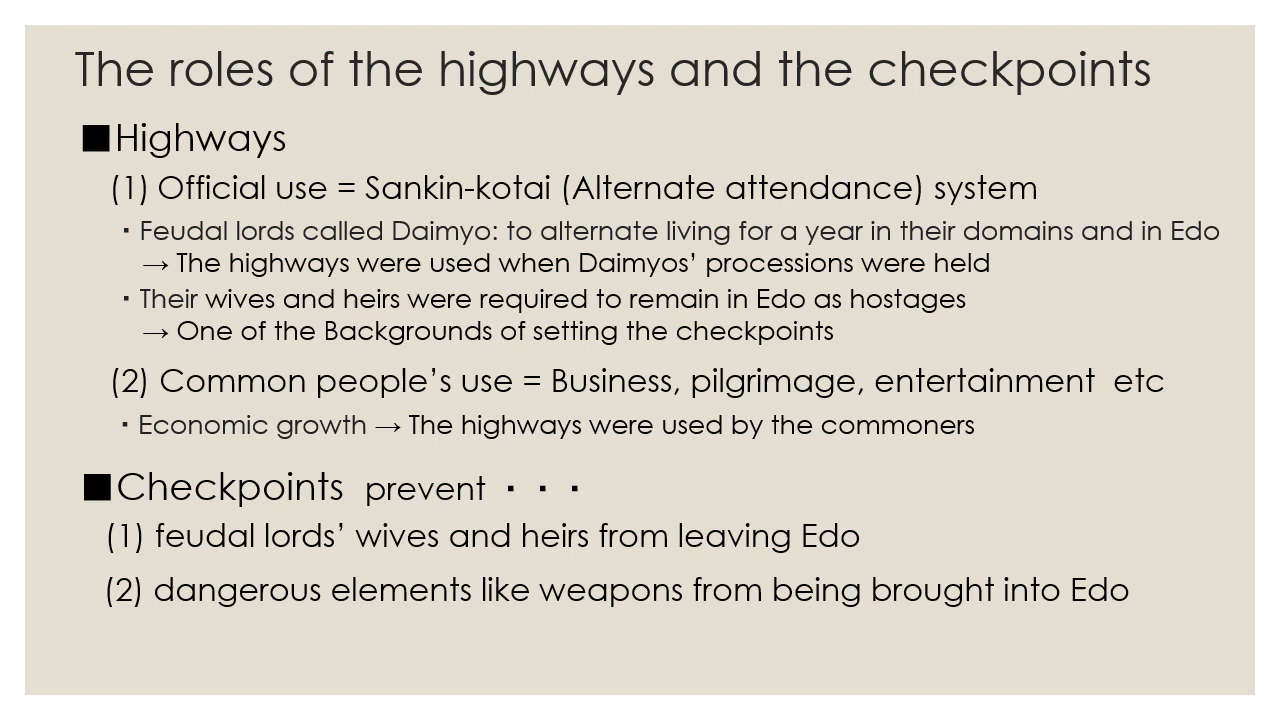 The roles of the highways and the checkpoints
■Highways
(1) Official use = Sankin-kotai (Alternate attendance) system
・Feudal lords called Daimyo: to alternate living for a year in their domains and in Edo
→ The highways were used when Daimyos’ processions were held
・Their wives and heirs were required to remain in Edo as hostages
→ One of the Backgrounds of setting the checkpoints
(2) Common people’s use = Business, pilgrimage, entertainment etc
・Economic growth → The highways were used by the commoners
■Checkpoints prevent ・・・
(1) feudal lords’ wives and heirs from leaving Edo
(2) dangerous elements like weapons from being brought into Edo